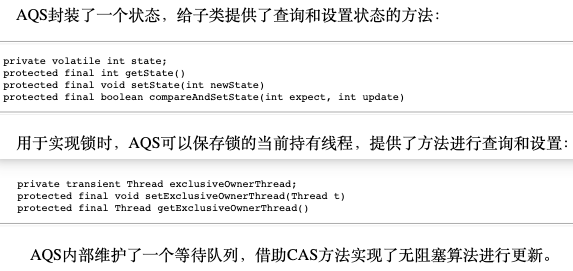 AQS封装了一个状态，给子类提供了查询和设置状态的方法：
private volatile int state;
protected final int getState()
protected final void setState(int newState)
protected final boolean compareAndSetState(int expect, int update)
用于实现锁时，AQS可以保存锁的当前持有线程，提供了方法进行查询和设置：
private transient Thread exclusiveOwnerThread;
protected final void setExclusiveOwnerThread(Thread t)
protected final Thread getExclusiveOwnerThread()
AQS内部维护了一个等待队列，借助CAS方法实现了无阻塞算法进行更新。